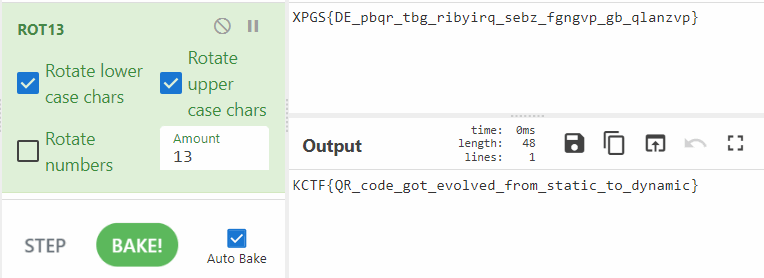 ROT13
Rotate lower case chars
Rotate upper case chars
Rotate numbers
Amount
13
STEP
BAKE!
Auto Bake
XPGS{DE_pbqr_tbg_ribyirq_sebz_fgngvp_gb_qlanzvp}
Output
time: 0ms
length: 48
lines: 1
KCTF{QR_code_got_evolved_from_static_to_dynamic}